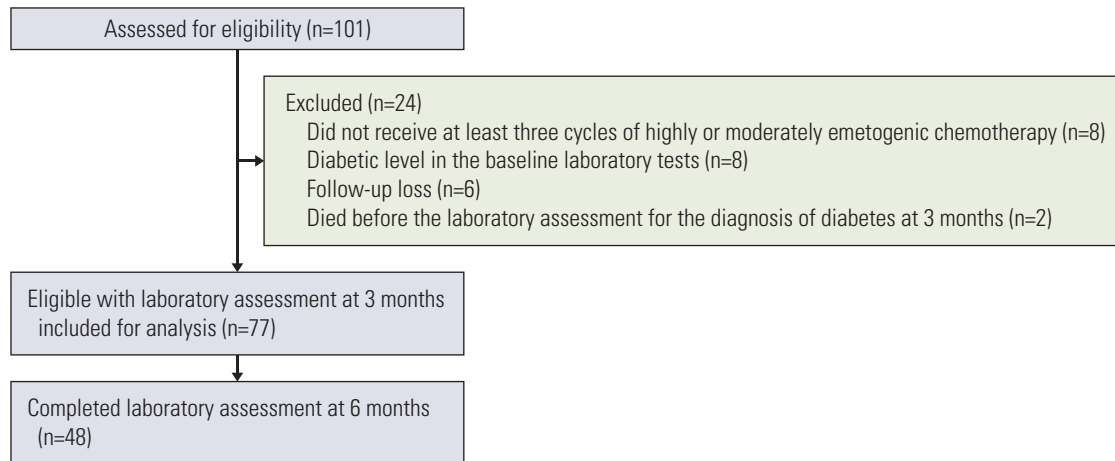 Assessed for eligibility (n=101)
Excluded (n=24)
Did not receive at least three cycles of highly or moderately emetogenic chemotherapy (n=8)
Diabetic level in the baseline laboratory tests (n=8)
Follow-up loss (n=6)
Died before the laboratory assessment for the diagnosis of diabetes at 3 months (n=2)
Eligible with laboratory assessment at 3 months
included for analysis (n=77)
Completed laboratory assessment at 6 months
(n=48)